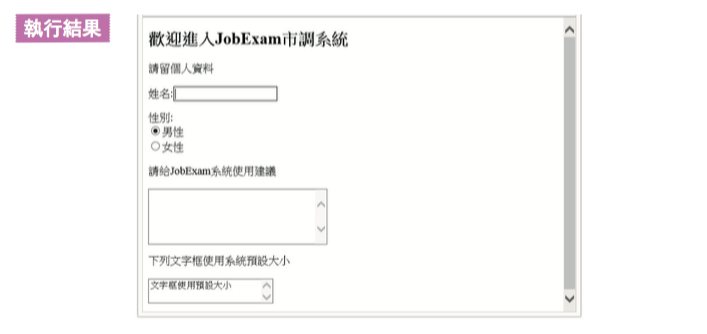 執行結果
歡迎進入JobExam市調系統
請留個人資料
姓名:
性別:
男性
女性
請給JobExam系統使用建議
下列文字框使用系統預設大小
文字框使用預設大小